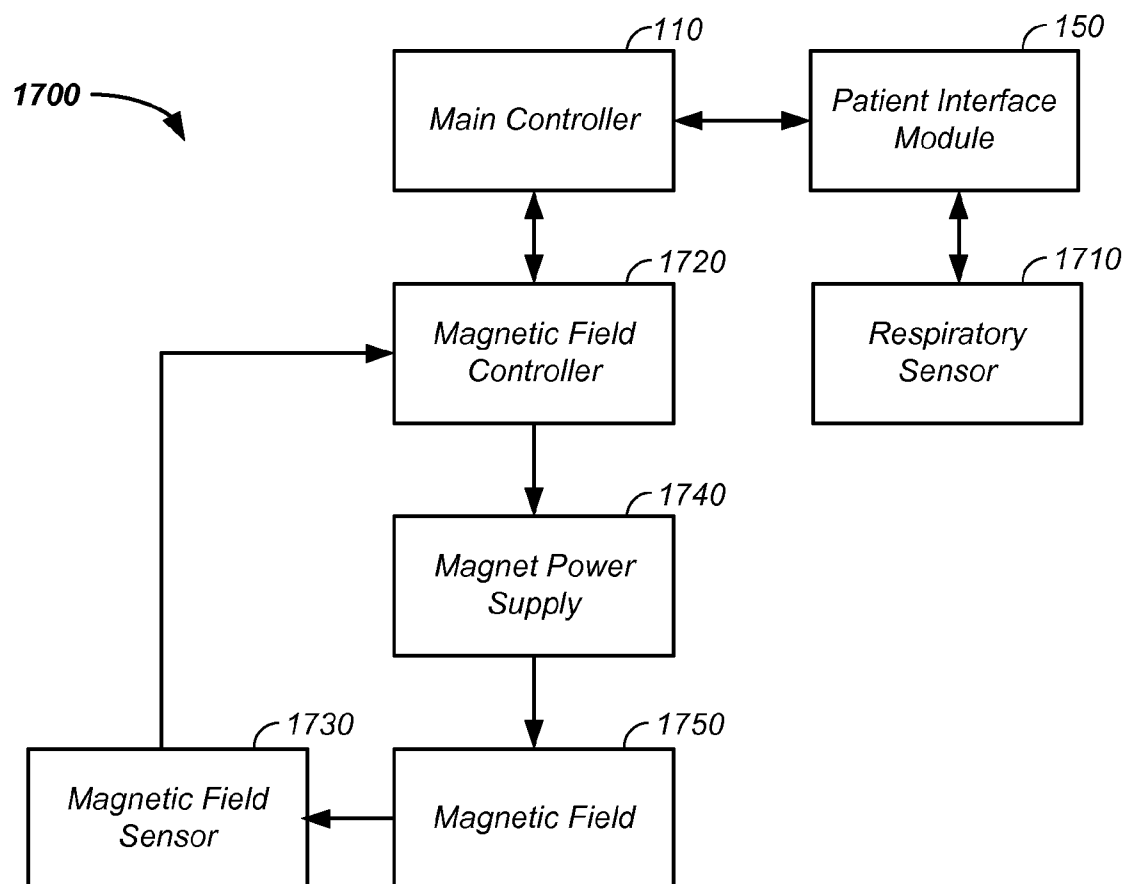 110
150
1700
Main Controller
Patient Interface
Module
1720
1710
Magnetic Field
Controller
Respiratory
Sensor
1740
Magnet Power
Supply
1730
1750
Magnetic Field
Sensor
Magnetic Field